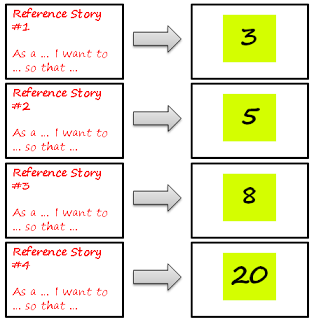 Reference Story
#1
As a ... I want to
... so that ...
3
Reference Story
#2
As a ... I want to
... so that ...
5
Reference Story
#3
As a ... I want to
... so that ...
8
Reference Story
#4
As a ... I want to
... so that ...
20